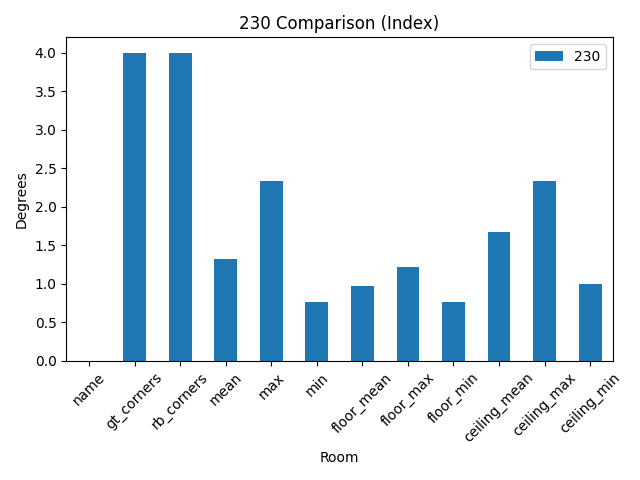 230 Comparison (Index)
230
Degrees
4.0
3.5
3.0
2.5
2.0
1.5
1.0
0.5
0.0
name
gt_corners
rb_corners
mean
max
min
floor_mean
floor_max
floor_min
ceiling_mean
ceiling_max
ceiling_min
Room